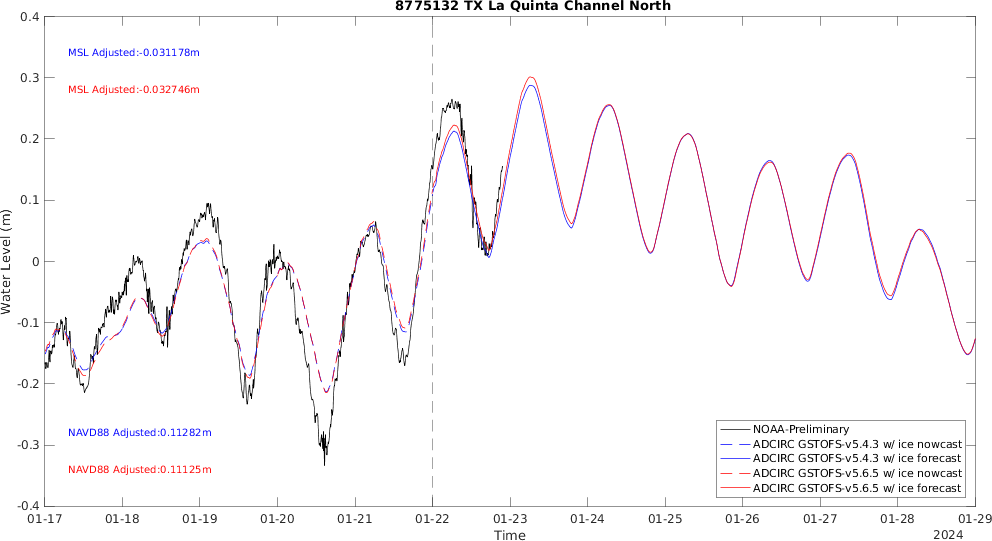 8775132 TX La Quinta Channel North
0.4
0.3
0.2
0.1
0
-0.1
-0.2
-0.3
-0.4
Water Level (m)
MSL Adjusted:-0.031178m
MSL Adjusted:-0.032746m
NAVD88 Adjusted:0.11282m
NAVD88 Adjusted:0.11125m
NOAA-Preliminary
ADCIRC GSTOFS-v5.4.3 w/ ice nowcast
ADCIRC GSTOFS-v5.4.3 w/ ice forecast
ADCIRC GSTOFS-v5.6.5 w/ ice nowcast
ADCIRC GSTOFS-v5.6.5 w/ ice forecast
01-17 01-18 01-19 01-20 01-21 01-22 01-23 01-24 01-25 01-26 01-27 01-28 01-29
Time
2024